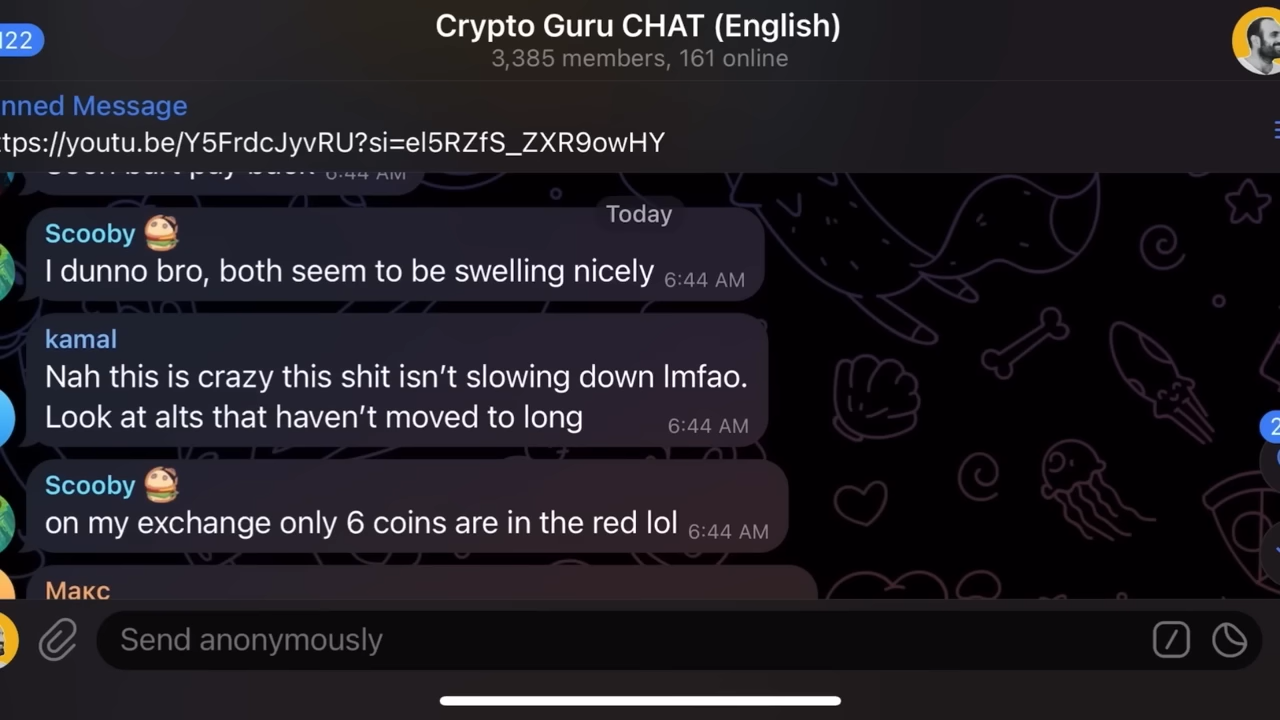 122
Crypto Guru CHAT (English)
3,385 members, 161 online
nned Message
ttps://youtu.be/Y5FrdcJyvRU?si=el5RZfS_ZXR9owHY
6:44 AM
Today
Scooby
I dunno bro, both seem to be swelling nicely 6:44 AM
kamal
Nah this is crazy this shit isn't slowing down lmfao.
Look at alts that haven't moved to long 6:44 AM
2
Scooby
on my exchange only 6 coins are in the red lol 6:44 AM
Макс
Send anonymously